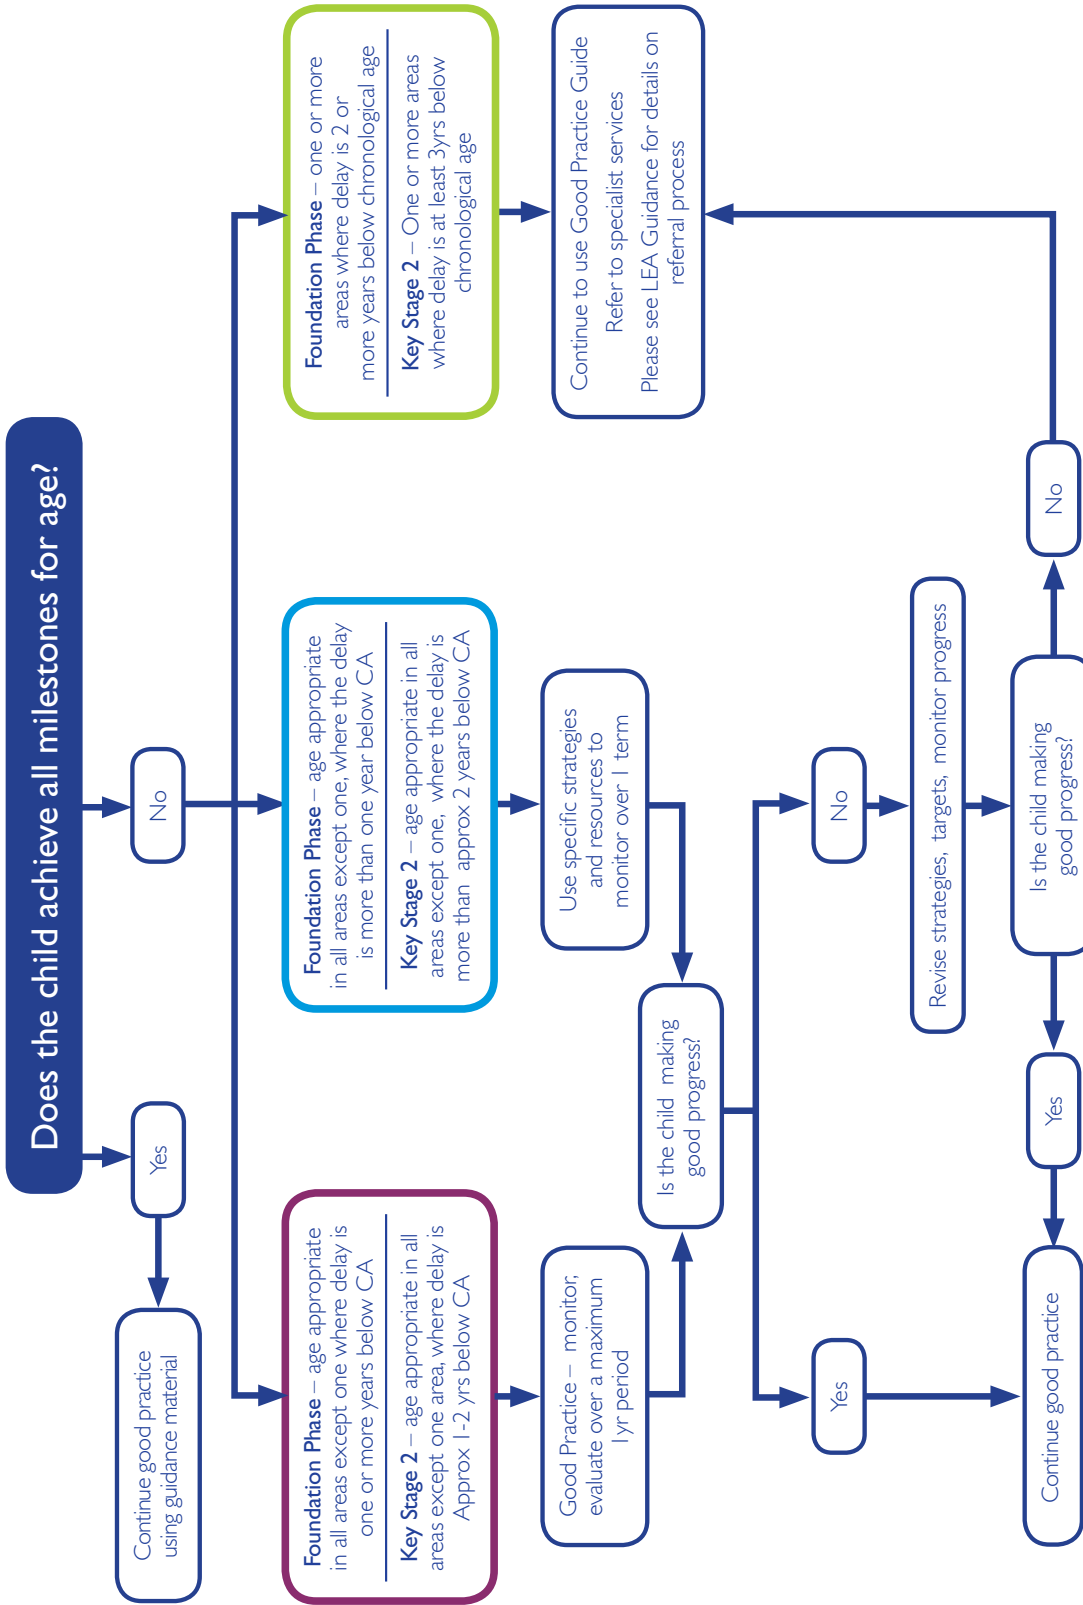 Does the child achieve all milestones for age?
Yes
No
Continue good practice
using guidance material
Foundation Phase – age appropriate
in all areas except one where delay is
one or more years below CA
Key Stage 2 – age appropriate in all
areas except one area, where delay is
Approx 1-2 yrs below CA
Foundation Phase – age appropriate
in all areas except one, where the delay
is more than one year below CA
Key Stage 2 – age appropriate in all
areas except one, where the delay is
more than approx 2 years below CA
Foundation Phase – one or more
areas where delay is 2 or
more years below chronological age
Key Stage 2 – One or more areas
where delay is at least 3yrs below
chronological age
Good Practice – monitor,
evaluate over a maximum
1yr period
Use specific strategies
and resources to
monitor over 1 term
Continue to use Good Practice Guide
Refer to specialist services
Please see LEA Guidance for details on
referral process
Is the child making
good progress?
Yes
No
Revise strategies, targets, monitor progress
Continue good practice
Yes
Is the child making
good progress?
No